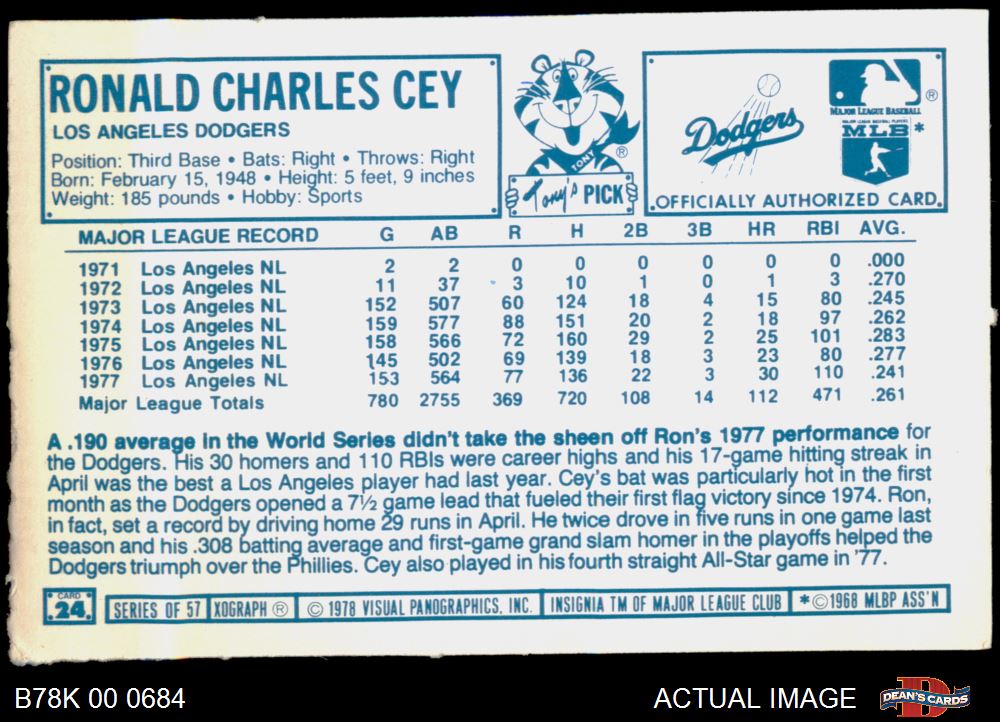 RONALD CHARLES CEY
LOS ANGELES DODGERS
Position: Third Base • Bats: Right • Throws: Right
Born: February 15, 1948 • Height: 5 feet, 9 inches
Weight: 185 pounds • Hobby: Sports
TONY ®
Tony's PICK
Dodgers
®
MAJOR LEAGUE BASEBALL
MAJOR LEAGUE BASEBALL PLAYERS
MLB *
OFFICIALLY AUTHORIZED CARD
MAJOR LEAGUE RECORD G AB R H 2B 3B HR RBI AVG.
1971 Los Angeles NL 2 2 0 0 0 0 0 0 .000
1972 Los Angeles NL 11 37 3 10 1 0 1 3 .270
1973 Los Angeles NL 152 507 60 124 18 4 15 80 .245
1974 Los Angeles NL 159 577 88 151 20 2 18 97 .262
1975 Los Angeles NL 158 566 72 160 29 2 25 101 .283
1976 Los Angeles NL 145 502 69 139 18 3 23 80 .277
1977 Los Angeles NL 153 564 77 136 22 3 30 110 .241
Major League Totals 780 2755 369 720 108 14 112 471 .261
A .190 average in the World Series didn't take the sheen off Ron's 1977 performance for
the Dodgers. His 30 homers and 110 RBIs were career highs and his 17-game hitting streak in
April was the best a Los Angeles player had last year. Cey's bat was particularly hot in the first
month as the Dodgers opened a 7½ game lead that fueled their first flag victory since 1974. Ron,
in fact, set a record by driving home 29 runs in April. He twice drove in five runs in one game last
season and his .308 batting average and first-game grand slam homer in the playoffs helped the
Dodgers triumph over the Phillies. Cey also played in his fourth straight All-Star game in '77.
CARD
24
SERIES OF 57 XOGRAPH ® © 1978 VISUAL PANOGRAPHICS, INC. INSIGNIA TM OF MAJOR LEAGUE CLUB *©1968 MLBP ASS'N
B78K 00 0684 ACTUAL IMAGE DEAN'S CARDS